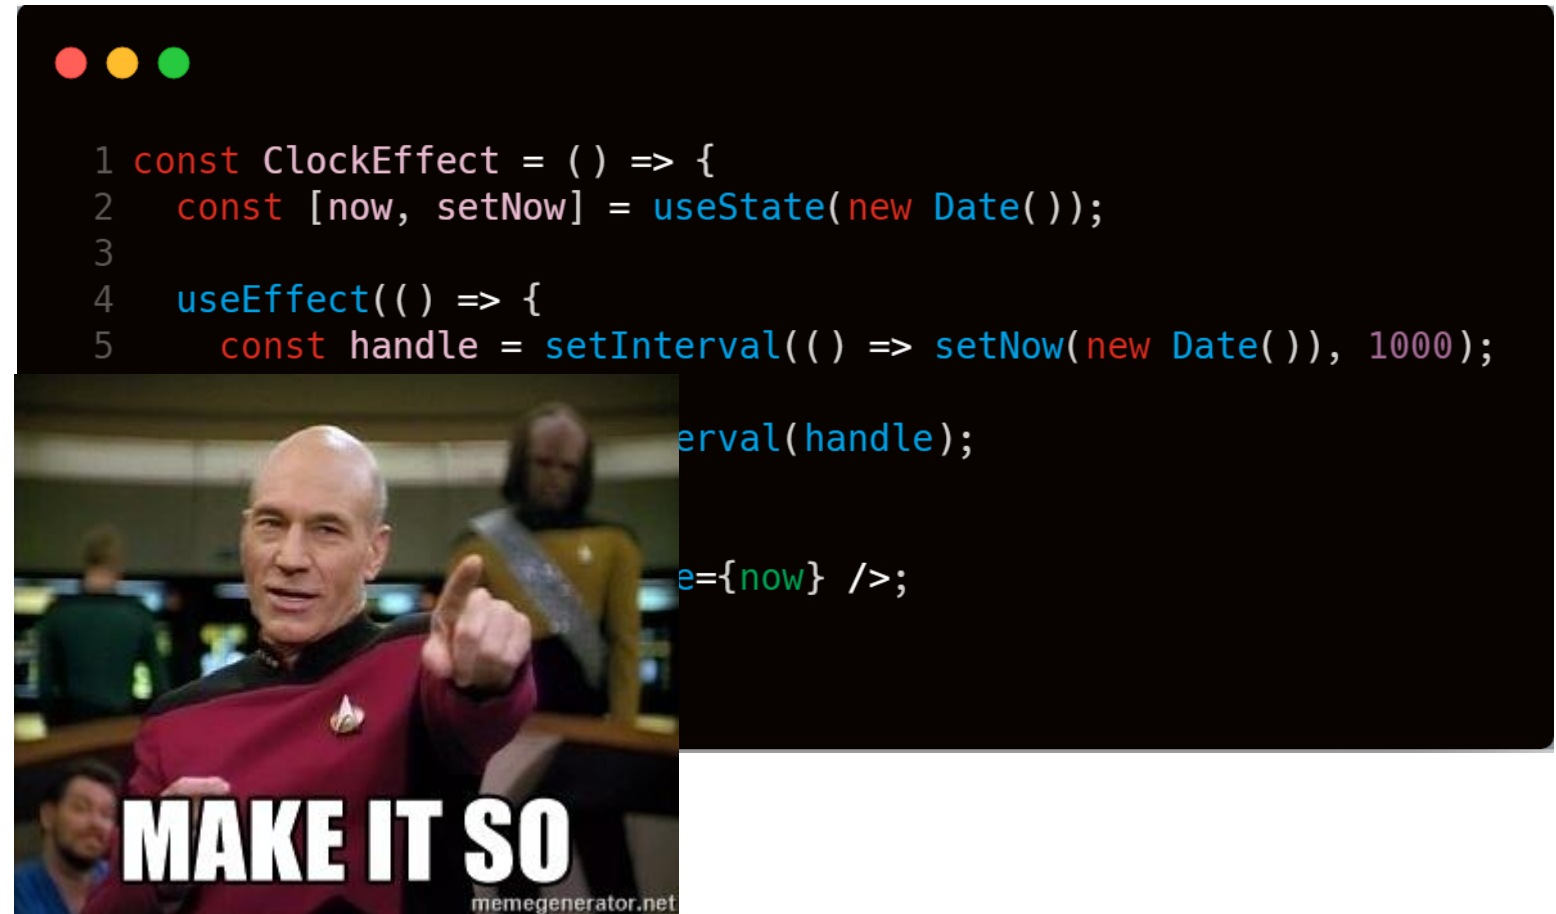 1 const ClockEffect = () => {
2 const [now, setNow] = useState(new Date());
3
4 useEffect(() => {
5 const handle = setInterval(() => setNow(new Date()), 1000);
erval(handle);
e={now} />;
MAKE IT SO
memegenerator.net